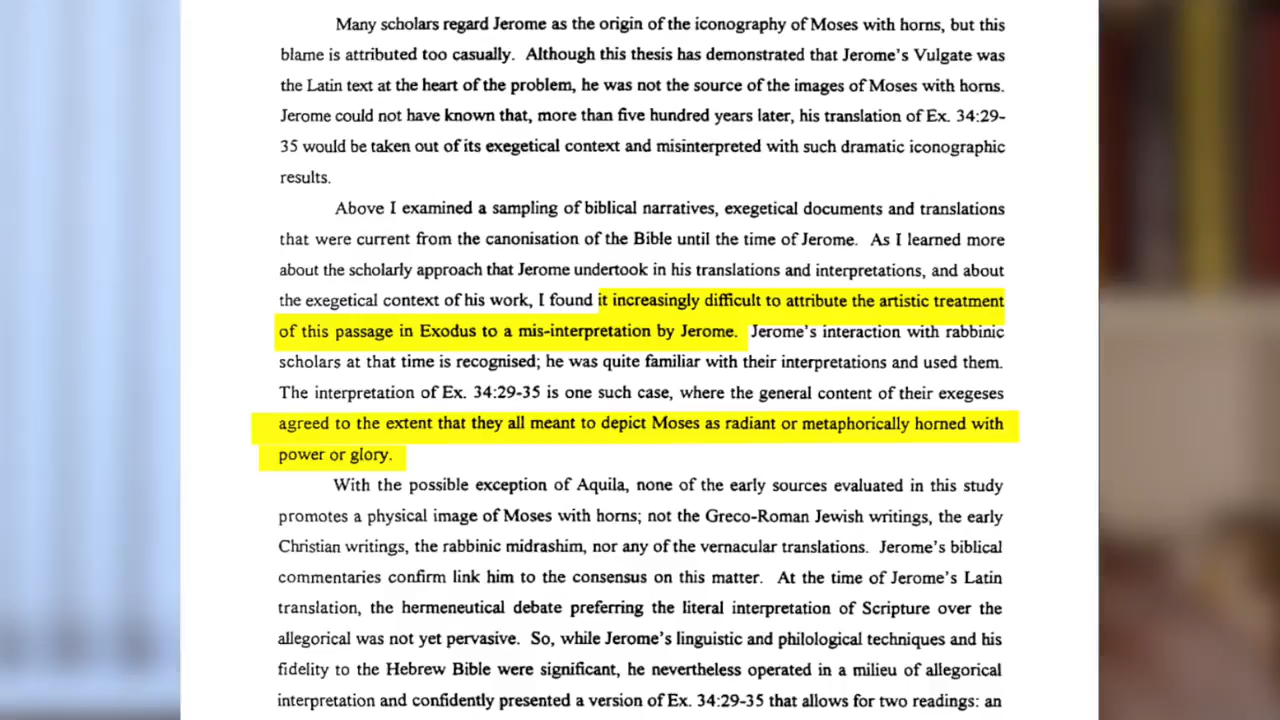 Many scholars regard Jerome as the origin of the iconography of Moses with horns, but this
blame is attributed too casually. Although this thesis has demonstrated that Jerome's Vulgate was
the Latin text at the heart of the problem, he was not the source of the images of Moses with horns.
Jerome could not have known that, more than five hundred years later, his translation of Ex. 34:29-
35 would be taken out of its exegetical context and misinterpreted with such dramatic iconographic
results.
Above I examined a sampling of biblical narratives, exegetical documents and translations
that were current from the canonisation of the Bible until the time of Jerome. As I learned more
about the scholarly approach that Jerome undertook in his translations and interpretations, and about
the exegetical context of his work, I found it increasingly difficult to attribute the artistic treatment
of this passage in Exodus to a mis-interpretation by Jerome. Jerome's interaction with rabbinic
scholars at that time is recognised; he was quite familiar with their interpretations and used them.
The interpretation of Ex. 34:29-35 is one such case, where the general content of their exegeses
agreed to the extent that they all meant to depict Moses as radiant or metaphorically horned with
power or glory.
With the possible exception of Aquila, none of the early sources evaluated in this study
promotes a physical image of Moses with horns; not the Greco-Roman Jewish writings, the early
Christian writings, the rabbinic midrashim, nor any of the vernacular translations. Jerome's biblical
commentaries confirm link him to the consensus on this matter. At the time of Jerome's Latin
translation, the hermeneutical debate preferring the literal interpretation of Scripture over the
allegorical was not yet pervasive. So, while Jerome's linguistic and philological techniques and his
fidelity to the Hebrew Bible were significant, he nevertheless operated in a milieu of allegorical
interpretation and confidently presented a version of Ex. 34:29-35 that allows for two readings: an